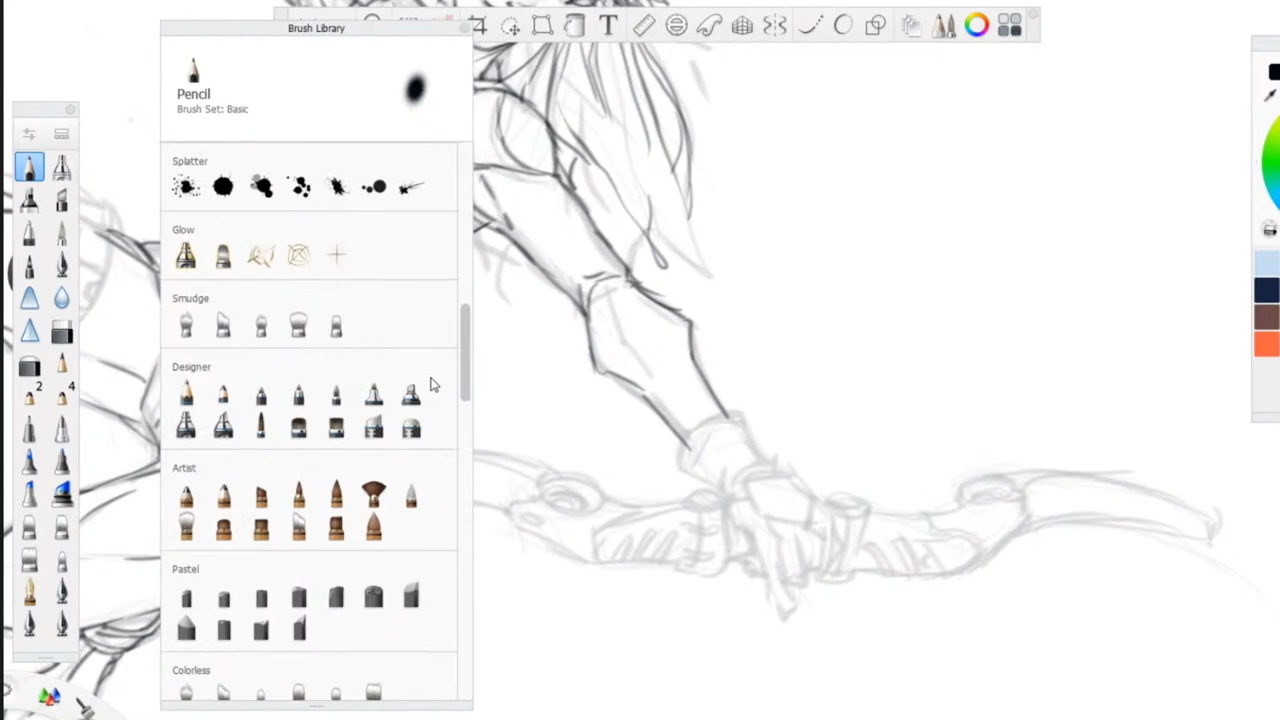 Brush Library
T
Pencil
Brush Set: Basic
Splatter
Glow
Smudge
Designer
2
4
Artist
Pastel
Colorless